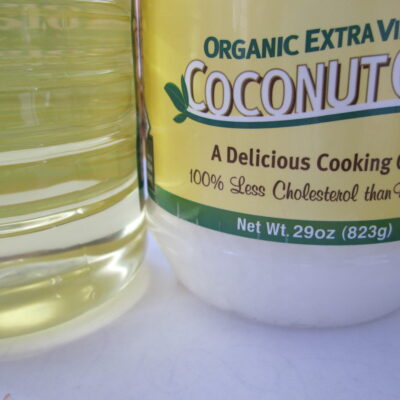 ORGANIC EXTRA VI
COCONUT
A Delicious Cooking
100% Less Cholesterol than
Net Wt. 29oz (823g)